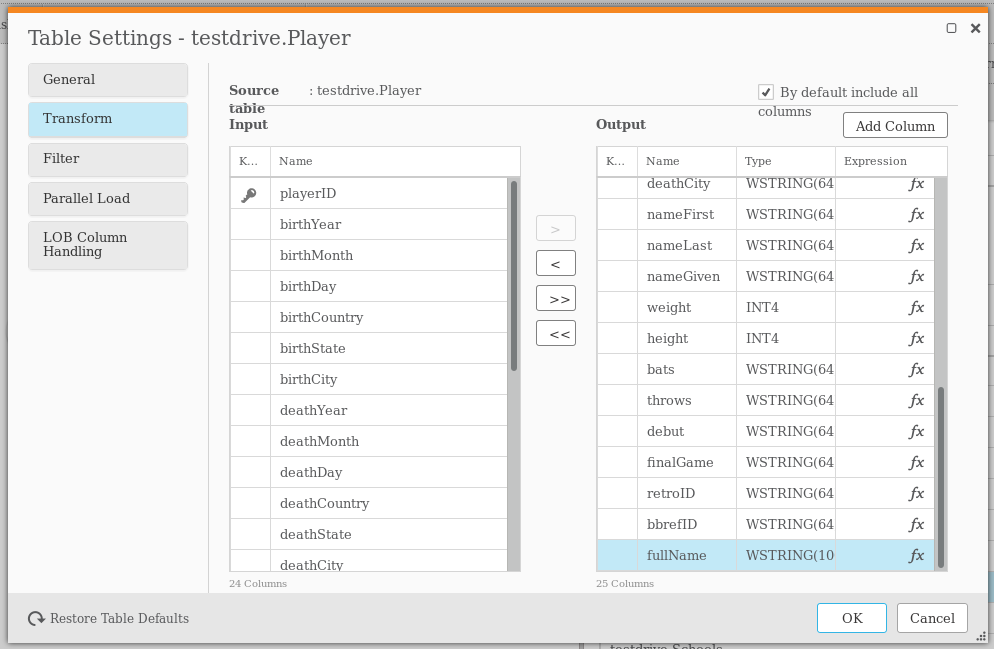 Table Settings - testdrive.Player
General
Transform
Filter
Parallel Load
LOB Column
Handling
Source
table
: testdrive.Player
By default include all
columns
Input
K... Name
playerID
birthYear
birthMonth
birthDay
birthCountry
birthState
birthCity
deathYear
deathMonth
deathDay
deathCountry
deathState
deathCity
24 Columns
>
<
>>
<<
Output
Add Column
K... Name Type Expression
deathCity WSTRING(64 fx
nameFirst WSTRING(64 fx
nameLast WSTRING(64 fx
nameGiven WSTRING(64 fx
weight INT4 fx
height INT4 fx
bats WSTRING(64 fx
throws WSTRING(64 fx
debut WSTRING(64 fx
finalGame WSTRING(64 fx
retroID WSTRING(64 fx
bbrefID WSTRING(64 fx
fullName WSTRING(10 fx
25 Columns
Restore Table Defaults
OK
Cancel
testdrive.Schools